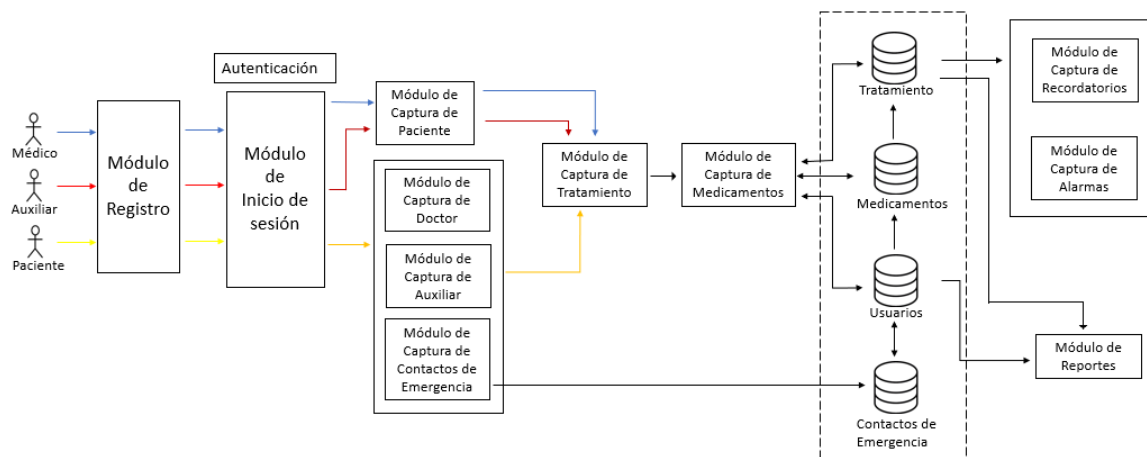 Médico
Auxiliar
Paciente
Módulo
de
Registro
Autenticación
Módulo
de
Inicio de
sesión
Módulo de
Captura de
Paciente
Módulo de
Captura de
Doctor
Módulo de
Captura de
Auxiliar
Módulo de
Captura de
Contactos de
Emergencia
Módulo de
Captura de
Tratamiento
Módulo de
Captura de
Medicamentos
Tratamiento
Medicamentos
Usuarios
Contactos de
Emergencia
Módulo de
Captura de
Recordatorios
Módulo de
Captura de
Alarmas
Módulo de
Reportes